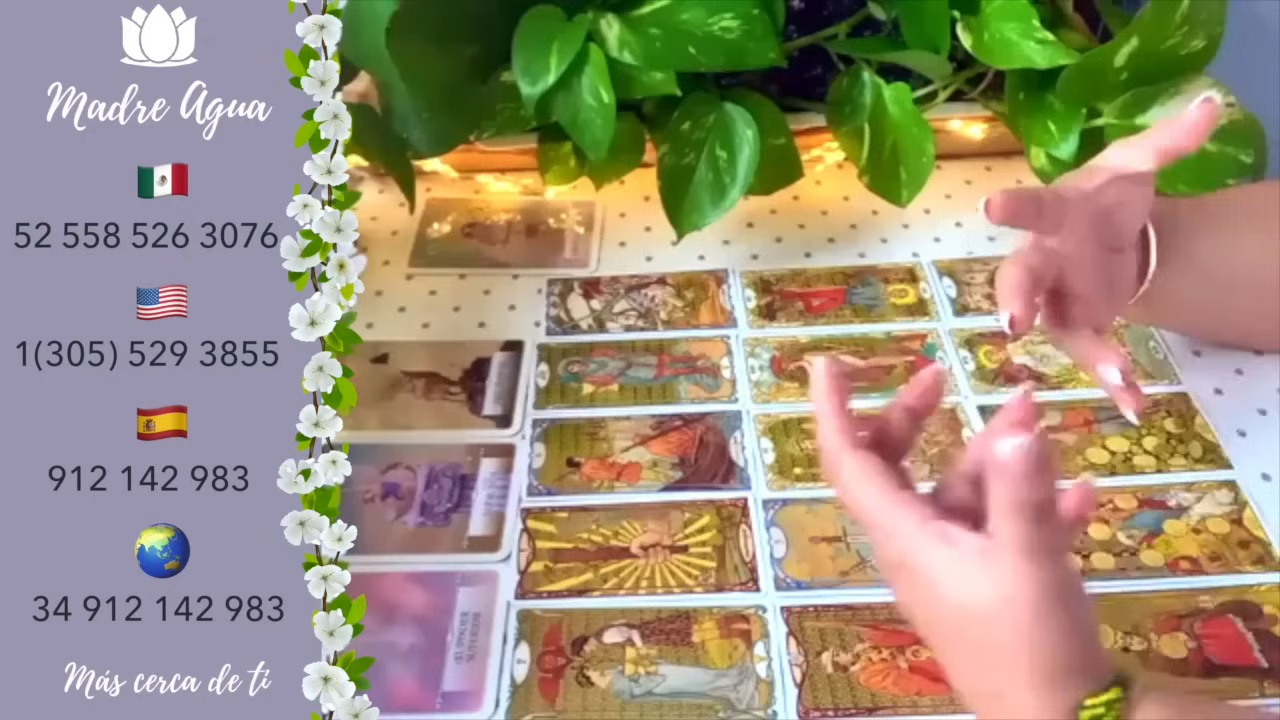 Madre Agua
52 558 526 3076
1(305) 529 3855
912 142 983
34 912 142 983
Más cerca de ti